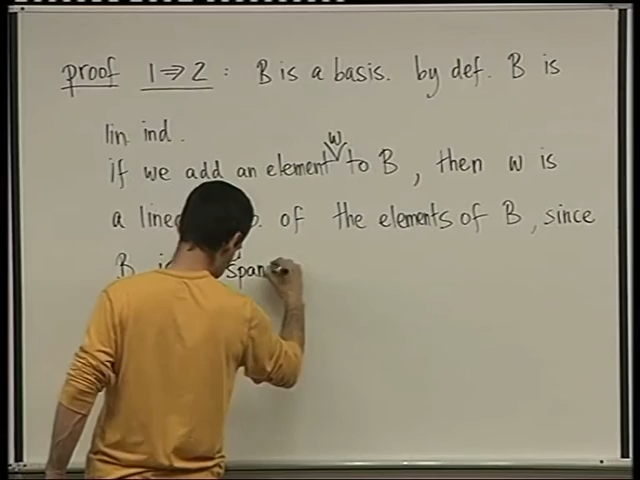 proof 1 ⇒ 2 : B is a basis. by def. B is
lin. ind.
if we add an element w to B, then w is
a of the elements of B, since
B span